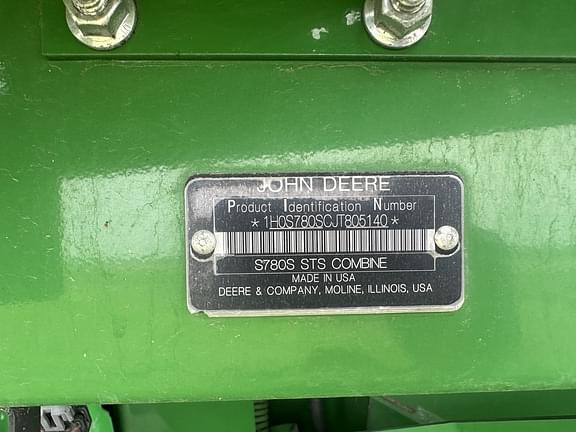 JOHN DEERE
Product Identification Number
*1H0S780SCJT805140*
S780S STS COMBINE
MADE IN USA
DEERE & COMPANY, MOLINE, ILLINOIS, USA